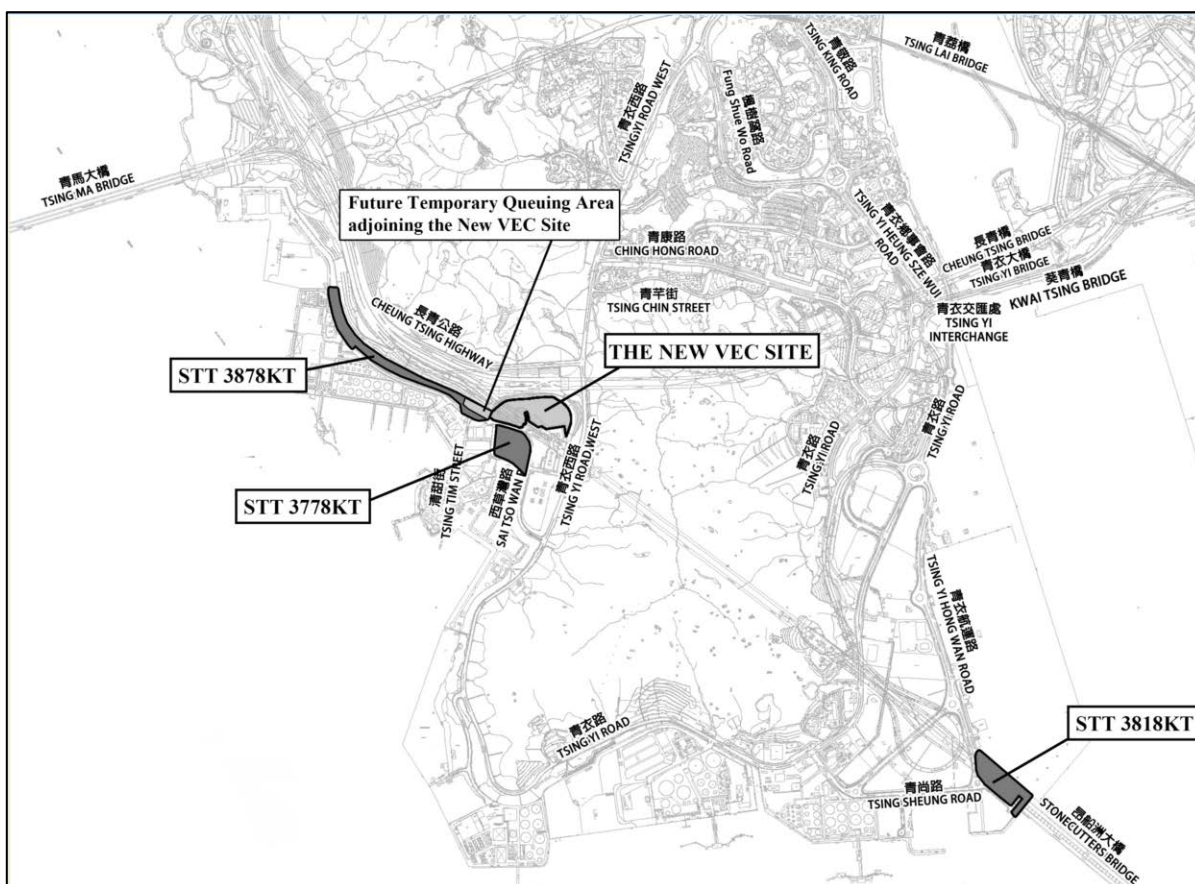 青荔橋
TSING LAI BRIDGE
青敬路
TSING KING ROAD
青衣西路
TSING YI ROAD WEST
楓樹窩路
Fung Shue Wo Road
青馬大橋
TSING MA BRIDGE
Future Temporary Queuing Area
adjoining the New VEC Site
青衣鄉事會路
TSING YI HEUNG SZE WUI
ROAD
長青橋
CHEUNG TSING BRIDGE
青衣大橋
TSING YI BRIDGE
葵青橋
KWAI TSING BRIDGE
青康路
CHING HONG ROAD
青芊街
TSING CHIN STREET
青衣交匯處
TSING YI
INTERCHANGE
長青公路
CHEUNG TSING HIGHWAY
THE NEW VEC SITE
STT 3878KT
青衣路
TSING YI ROAD
青衣路
TSING YI ROAD
青衣西路
TSING YI ROAD WEST
STT 3778KT
清甜街
TSING TIM STREET
西草灣路
SAI TSO WAN
青衣航運路
TSING YI HONG WAN ROAD
青衣路
TSING YI ROAD
STT 3818KT
青尚路
TSING SHEUNG ROAD
昂船洲大橋
STONECUTTERS BRIDGE